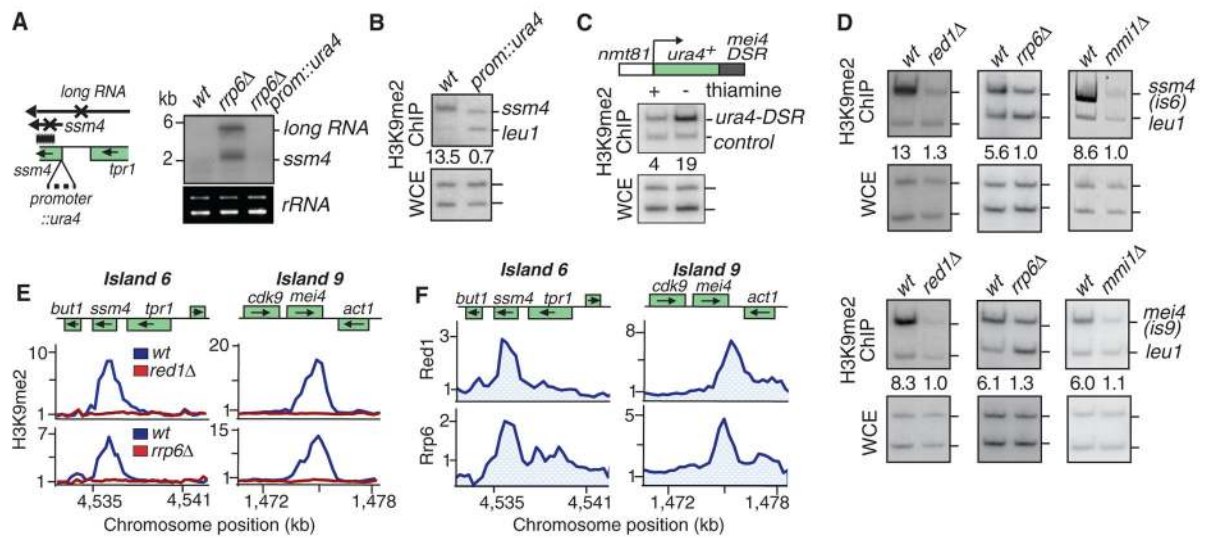 A
long RNA
ssm4
ssm4
tpr1
promoter
::ura4
kb
wt
rrp6Δ
rrp6Δ
prom::ura4
6
2
long RNA
ssm4
rRNA
B
wt
prom::ura4
H3K9me2
ChIP
ssm4
leu1
13.5 0.7
WCE
C
nmt81
ura4+
mei4
DSR
+ - thiamine
H3K9me2
ChIP
ura4-DSR
control
4 19
WCE
D
wt
red1Δ
wt
rrp6Δ
wt
mmi1Δ
H3K9me2
ChIP
ssm4
(is6)
leu1
13 1.3 5.6 1.0 8.6 1.0
WCE
wt
red1Δ
wt
rrp6Δ
wt
mmi1Δ
H3K9me2
ChIP
mei4
(is9)
leu1
8.3 1.0 6.1 1.3 6.0 1.1
WCE
E
Island 6 Island 9
but1 ssm4 tpr1 cdk9 mei4 act1
H3K9me2
10
1
wt
red1Δ
20
1
7
1
wt
rrp6Δ
15
1
4,535 4,541 1,472 1,478
Chromosome position (kb)
F
Island 6 Island 9
but1 ssm4 tpr1 cdk9 mei4 act1
Red1
3
1
8
1
Rrp6
2
1
5
1
4,535 4,541 1,472 1,478
Chromosome position (kb)